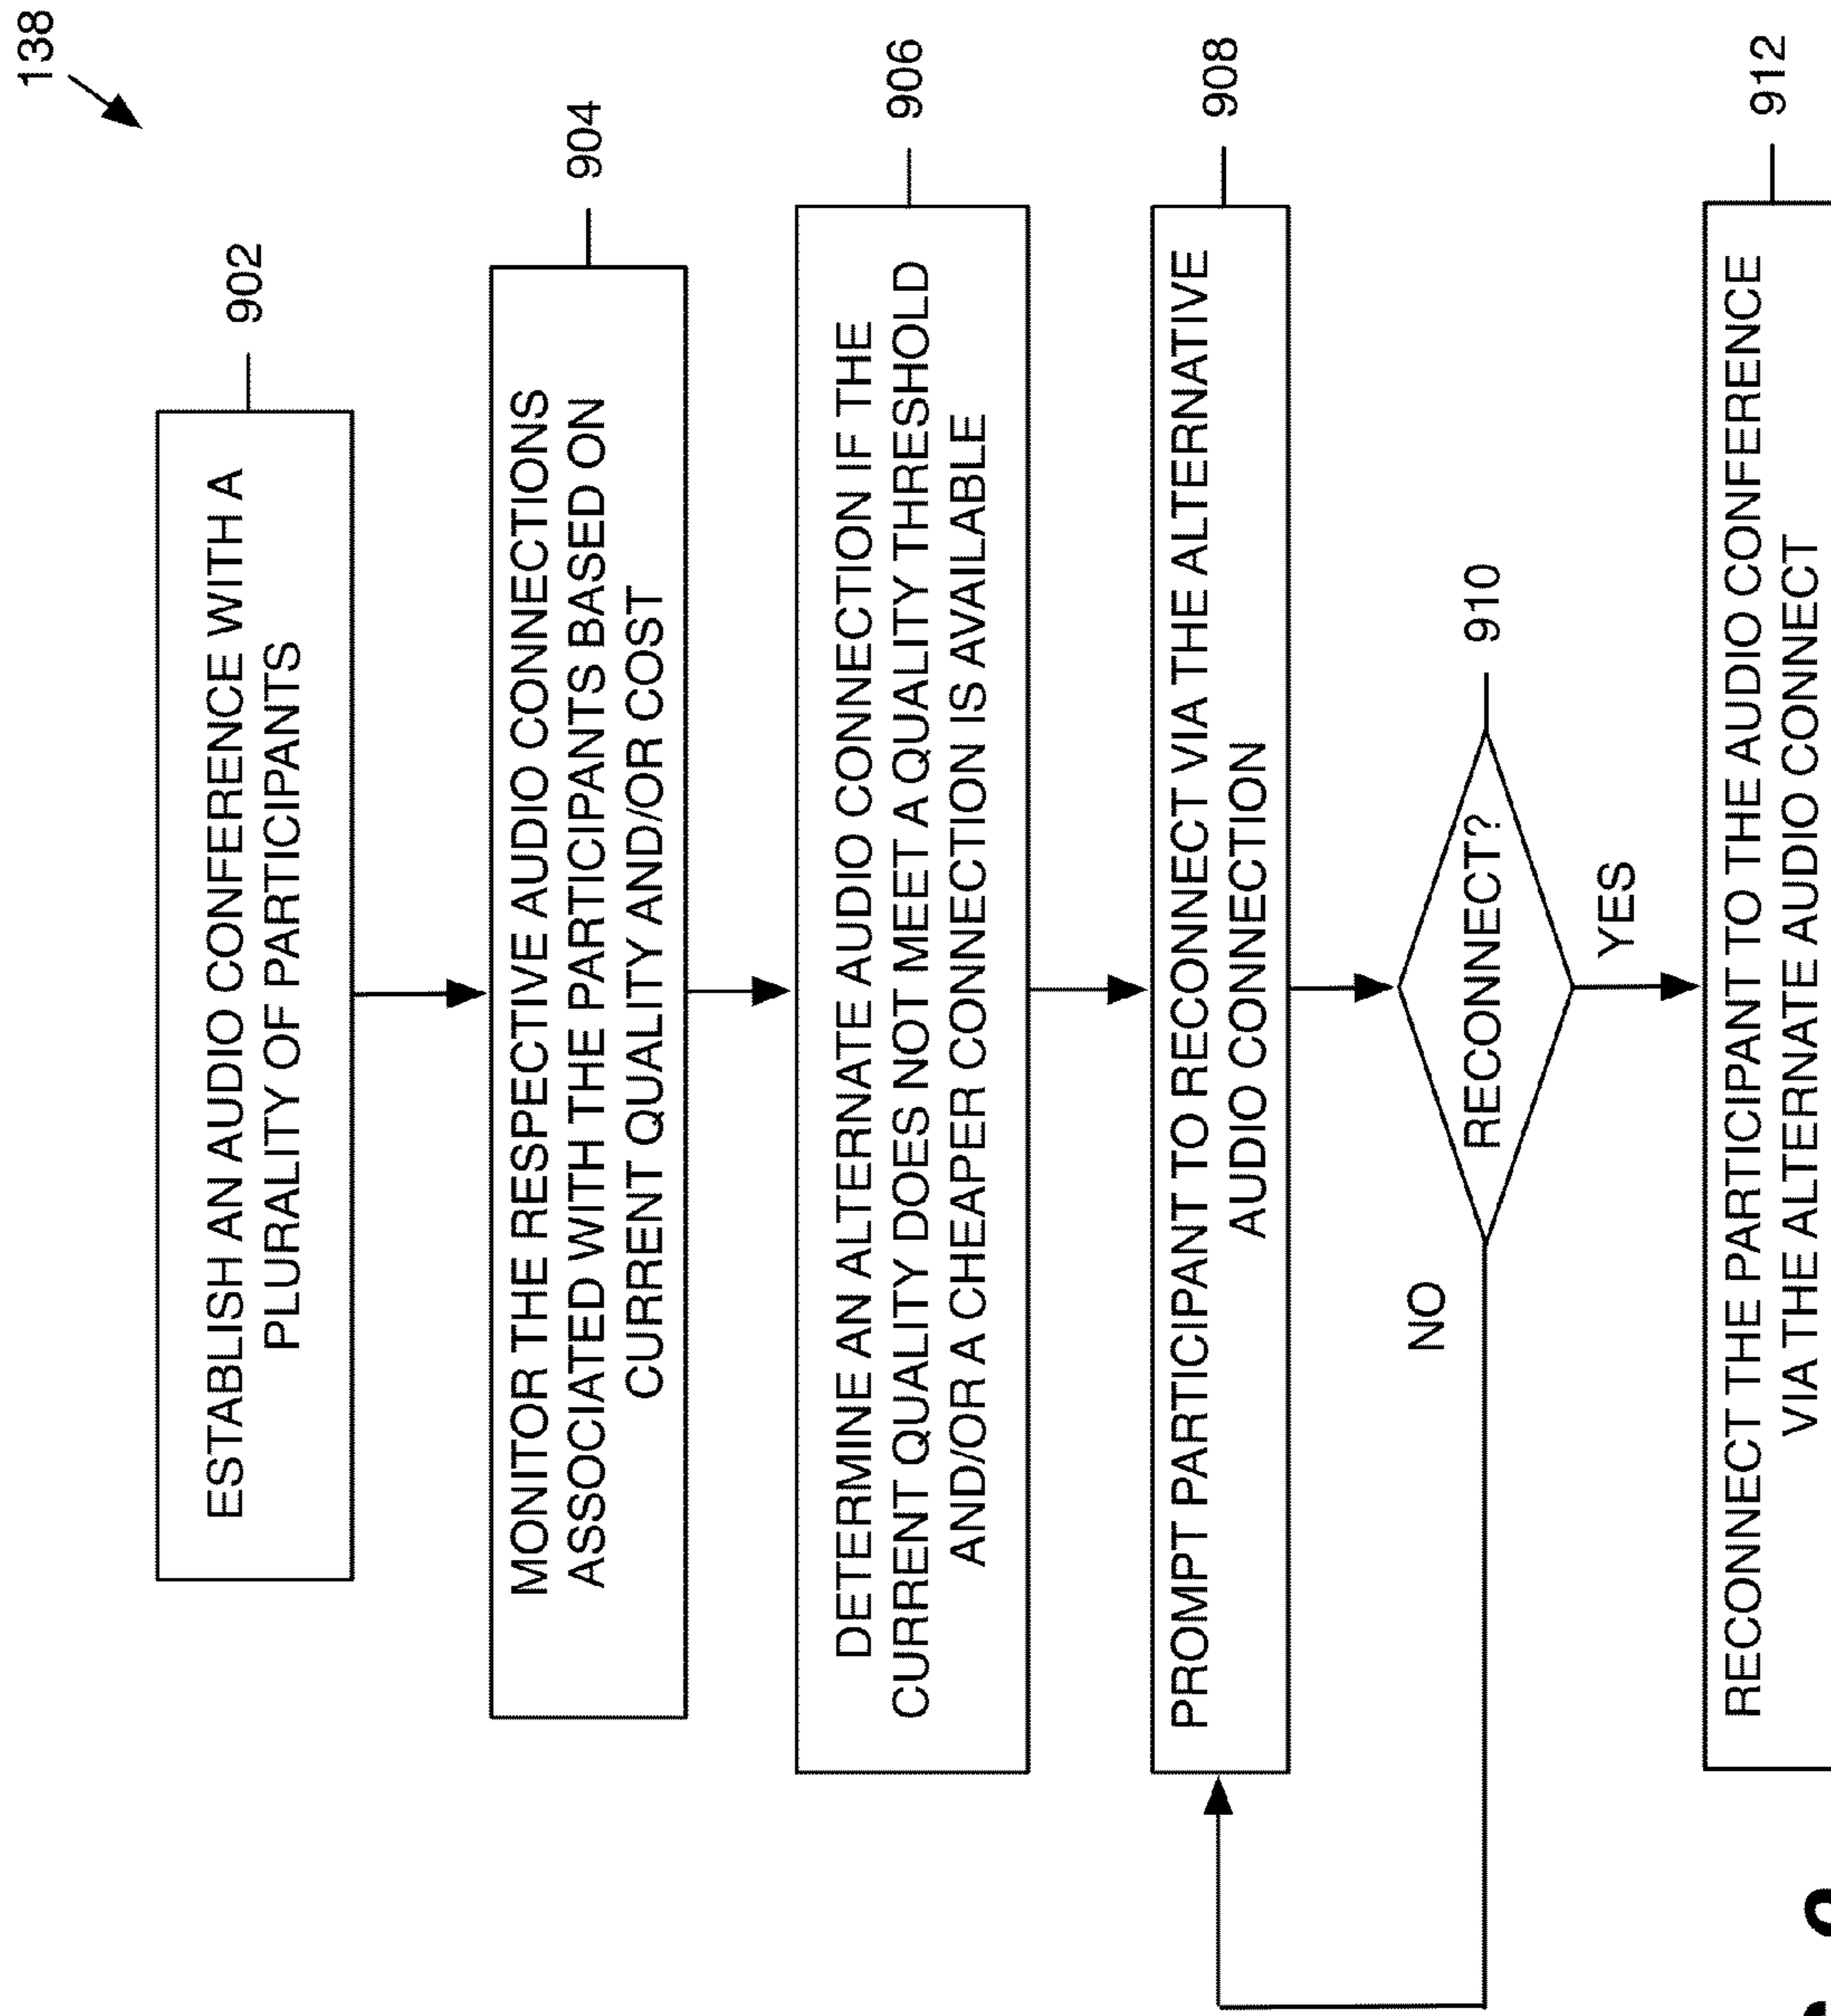 138
ESTABLISH AN AUDIO CONFERENCE WITH A
PLURALITY OF PARTICIPANTS
902
MONITOR THE RESPECTIVE AUDIO CONNECTIONS
ASSOCIATED WITH THE PARTICIPANTS BASED ON
CURRENT QUALITY AND/OR COST
904
DETERMINE AN ALTERNATE AUDIO CONNECTION IF THE
CURRENT QUALITY DOES NOT MEET A QUALITY THRESHOLD
AND/OR A CHEAPER CONNECTION IS AVAILABLE
906
PROMPT PARTICIPANT TO RECONNECT VIA THE ALTERNATIVE
AUDIO CONNECTION
908
RECONNECT?
910
NO
YES
RECONNECT THE PARTICIPANT TO THE AUDIO CONFERENCE
VIA THE ALTERNATE AUDIO CONNECT
912